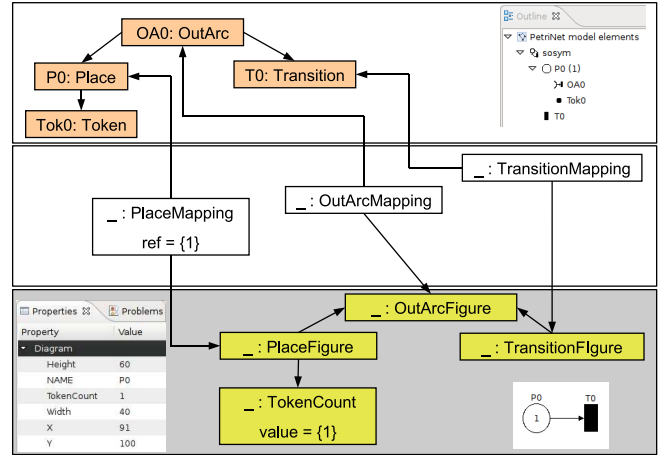 OA0: OutArc
P0: Place
T0: Transition
Tok0: Token
Outline
PetriNet model elements
sosym
P0 (1)
OA0
Tok0
T0
_ : TransitionMapping
_ : OutArcMapping
_ : PlaceMapping
ref = {1}
Properties Problems
Property Value
Diagram
Height 60
NAME P0
TokenCount 1
Width 40
X 91
Y 100
_ : OutArcFigure
_ : PlaceFigure
_ : TransitionFIgure
_ : TokenCount
value = {1}
P0 T0
1